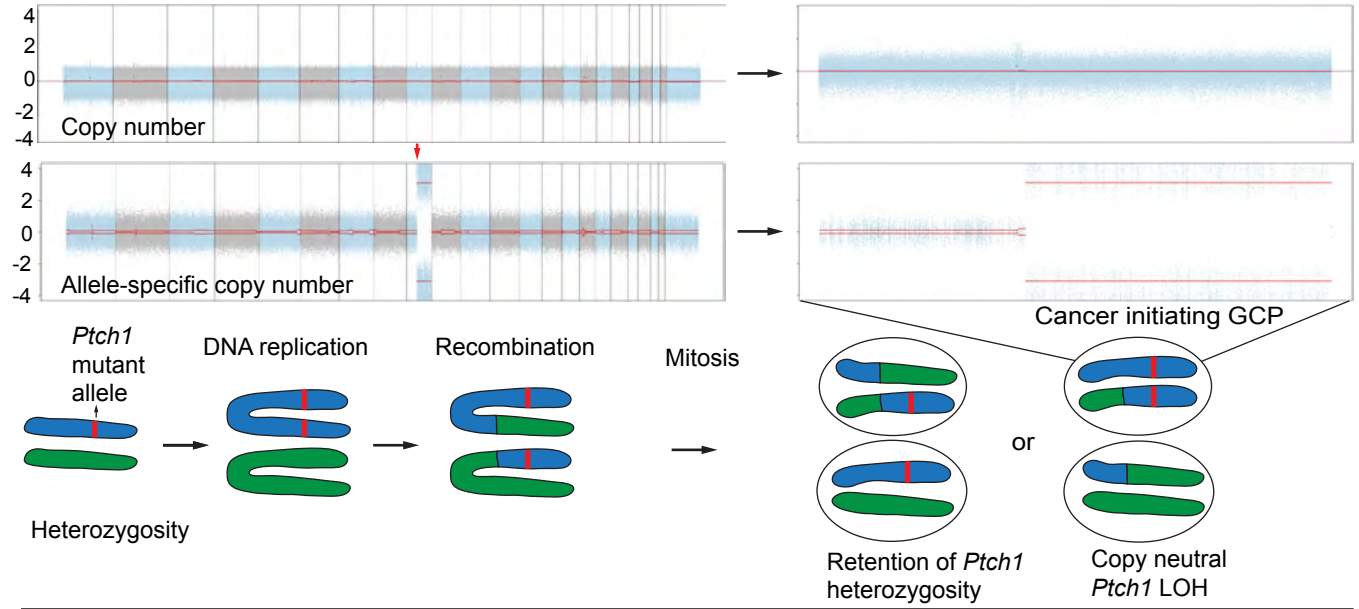 4
2
0
-2
-4
Copy number
4
2
0
-2
-4
Allele-specific copy number
Cancer initiating GCP
Ptch1
mutant
allele
DNA replication
Recombination
Mitosis
or
Heterozygosity
Retention of Ptch1
heterozygosity
Copy neutral
Ptch1 LOH